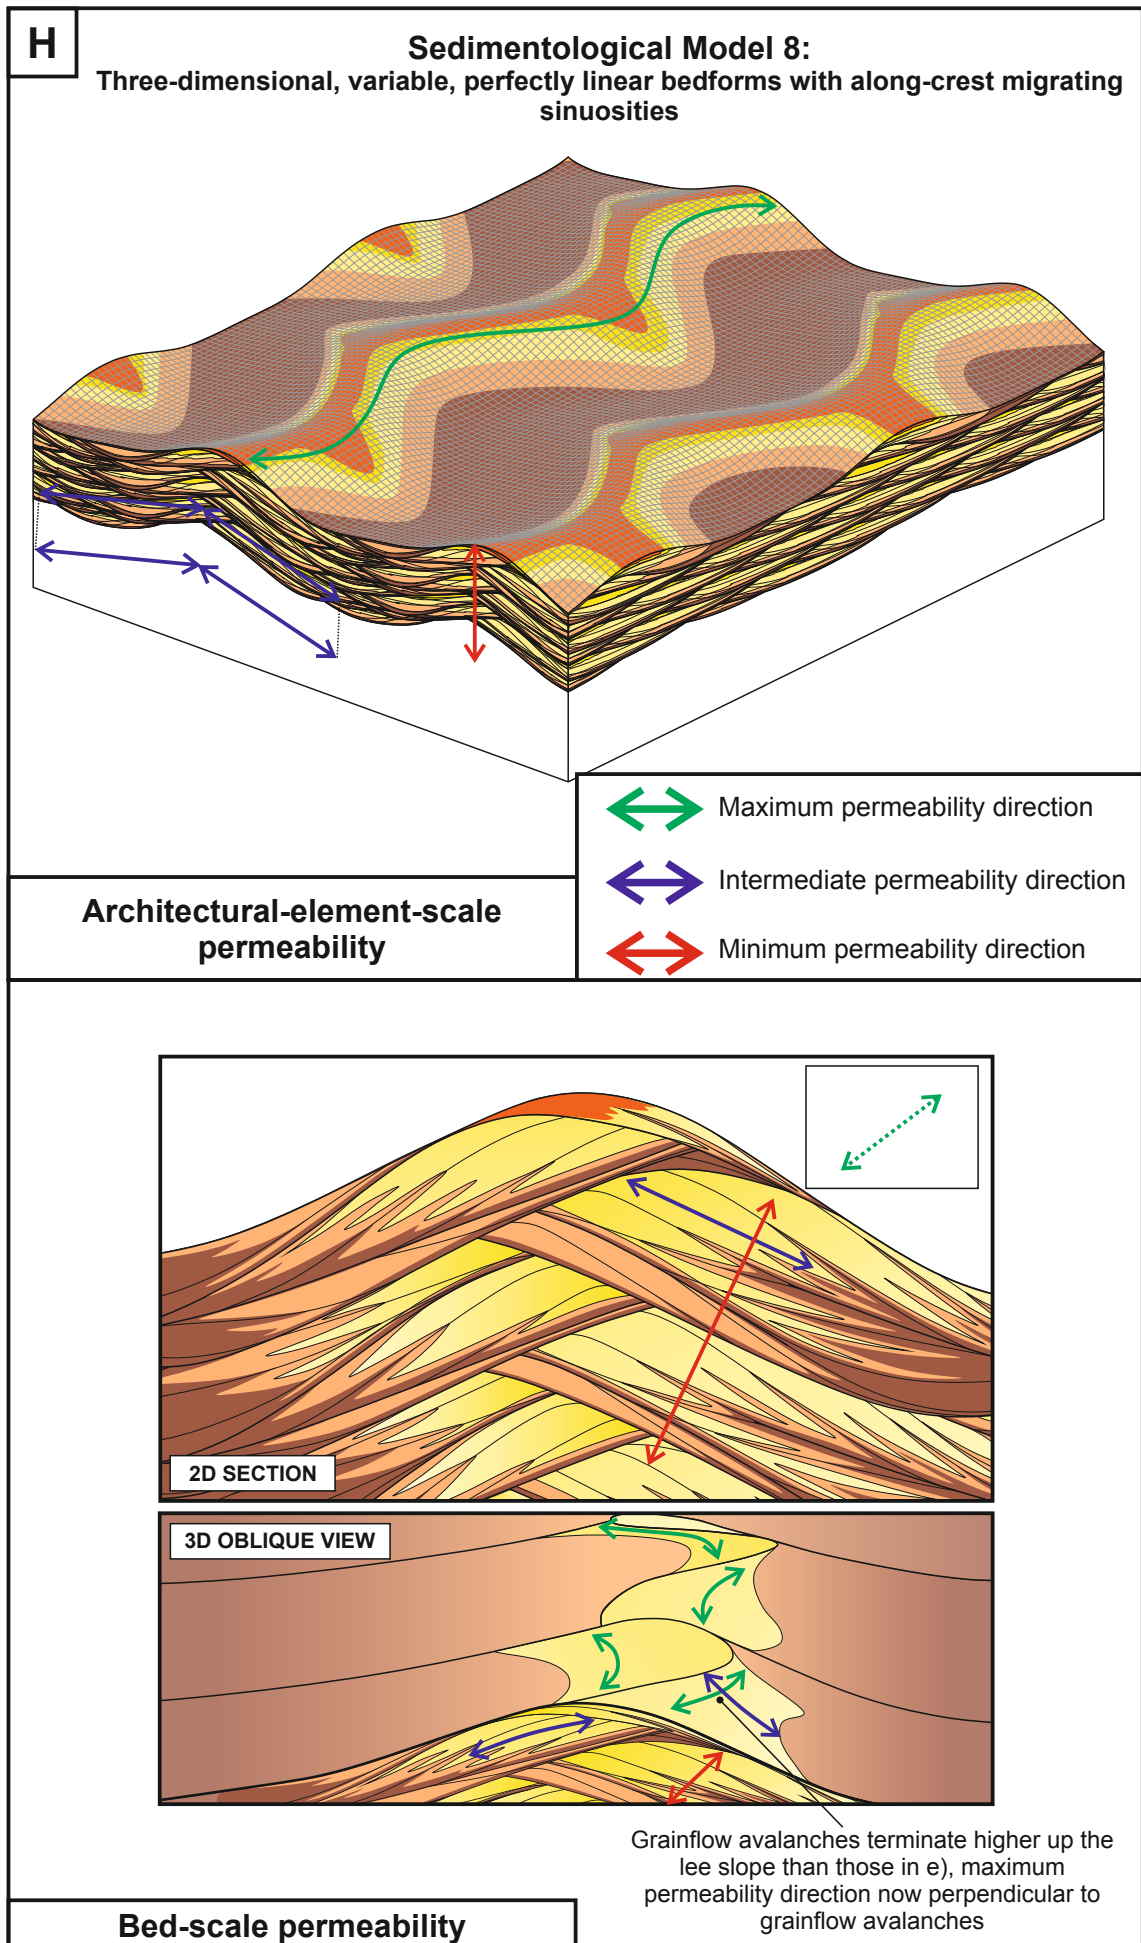 H
Sedimentological Model 8:
Three-dimensional, variable, perfectly linear bedforms with along-crest migrating
sinuosities
Maximum permeability direction
Intermediate permeability direction
Minimum permeability direction
Architectural-element-scale
permeability
2D SECTION
3D OBLIQUE VIEW
Grainflow avalanches terminate higher up the
lee slope than those in e), maximum
permeability direction now perpendicular to
grainflow avalanches
Bed-scale permeability